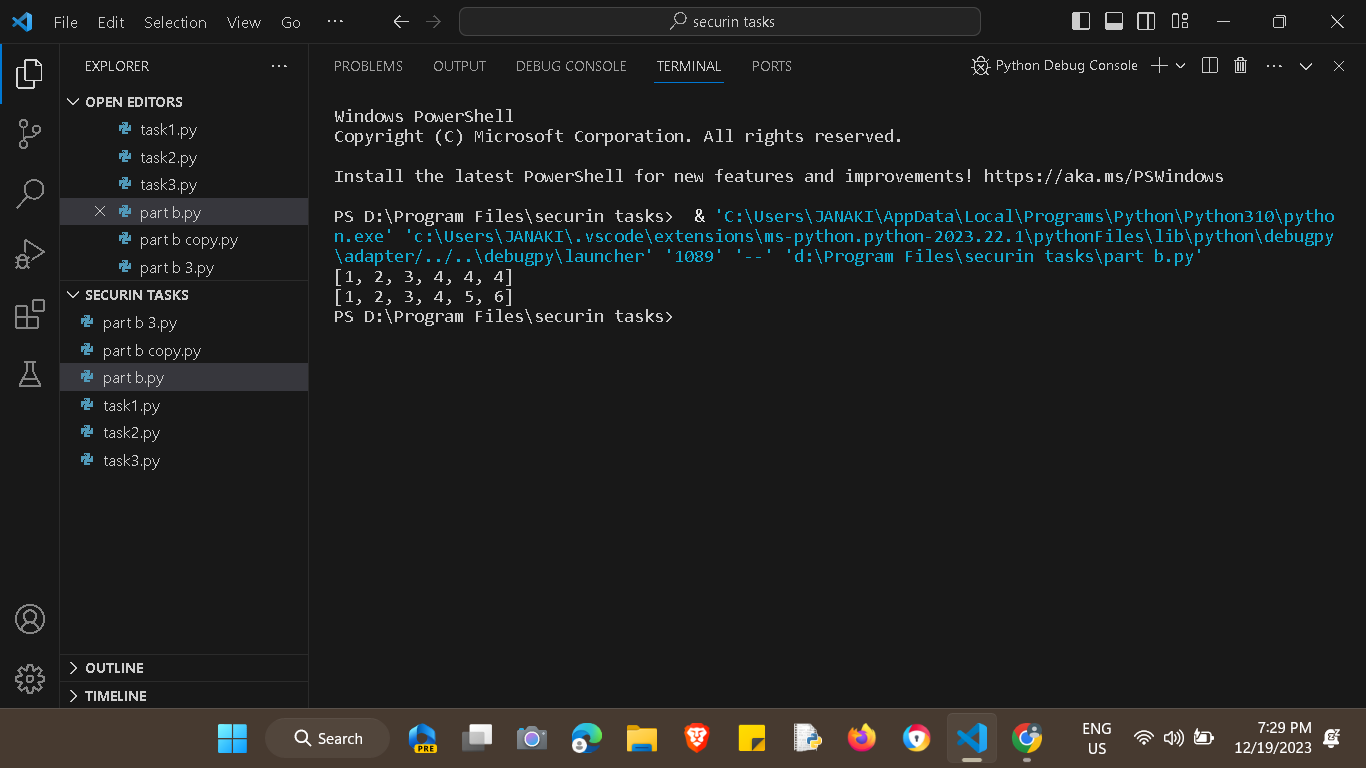 File Edit Selection View Go ··· securin tasks
EXPLORER ···
OPEN EDITORS
task1.py
task2.py
task3.py
part b.py
part b copy.py
part b 3.py
SECURIN TASKS
part b 3.py
part b copy.py
part b.py
task1.py
task2.py
task3.py
OUTLINE
TIMELINE
PROBLEMS OUTPUT DEBUG CONSOLE TERMINAL PORTS Python Debug Console
Windows PowerShell
Copyright (C) Microsoft Corporation. All rights reserved.
Install the latest PowerShell for new features and improvements! https://aka.ms/PSWindows
PS D:\Program Files\securin tasks>  & 'C:\Users\JANAKI\AppData\Local\Programs\Python\Python310\pytho
n.exe' 'c:\Users\JANAKI\.vscode\extensions\ms-python.python-2023.22.1\pythonFiles\lib\python\debugpy
\adapter/../..\debugpy\launcher' '1089' '--' 'd:\Program Files\securin tasks\part b.py'
[1, 2, 3, 4, 4, 4]
[1, 2, 3, 4, 5, 6]
PS D:\Program Files\securin tasks>
Search
PRE
ENG
US
7:29 PM
12/19/2023